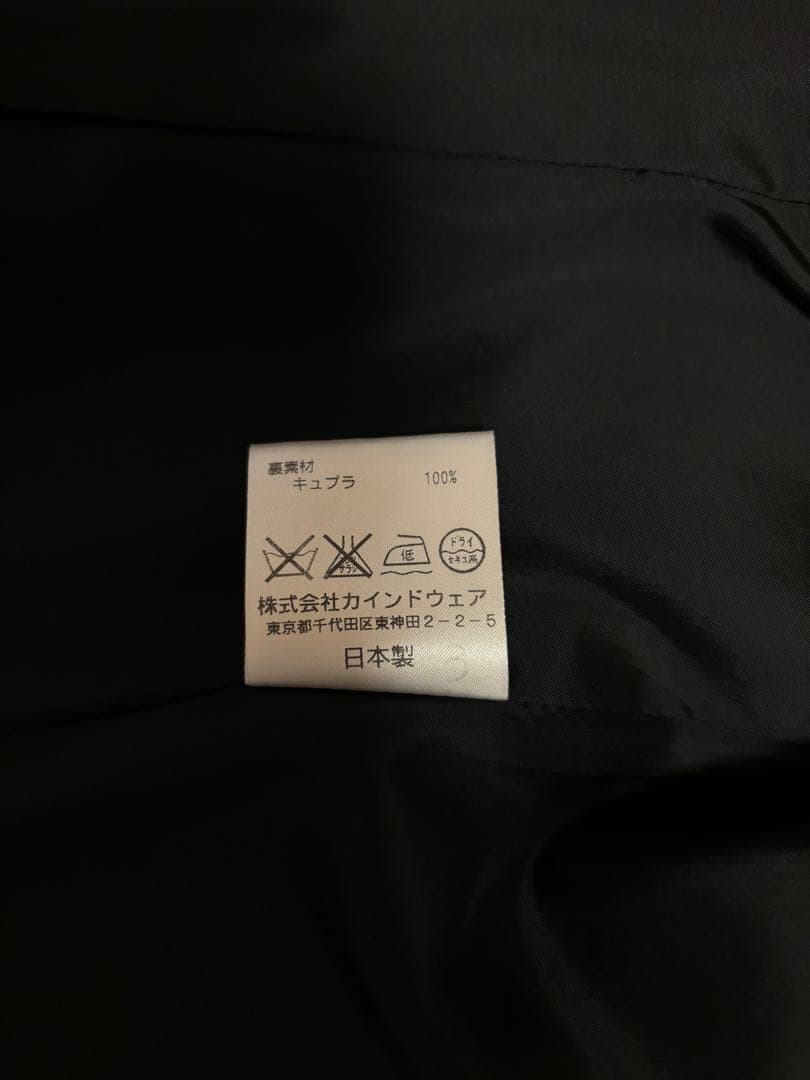 裏素材
キュプラ 100%
低
ドライ
セキユ系
株式会社カインドウェア
東京都千代田区東神田2-2-5
日本製